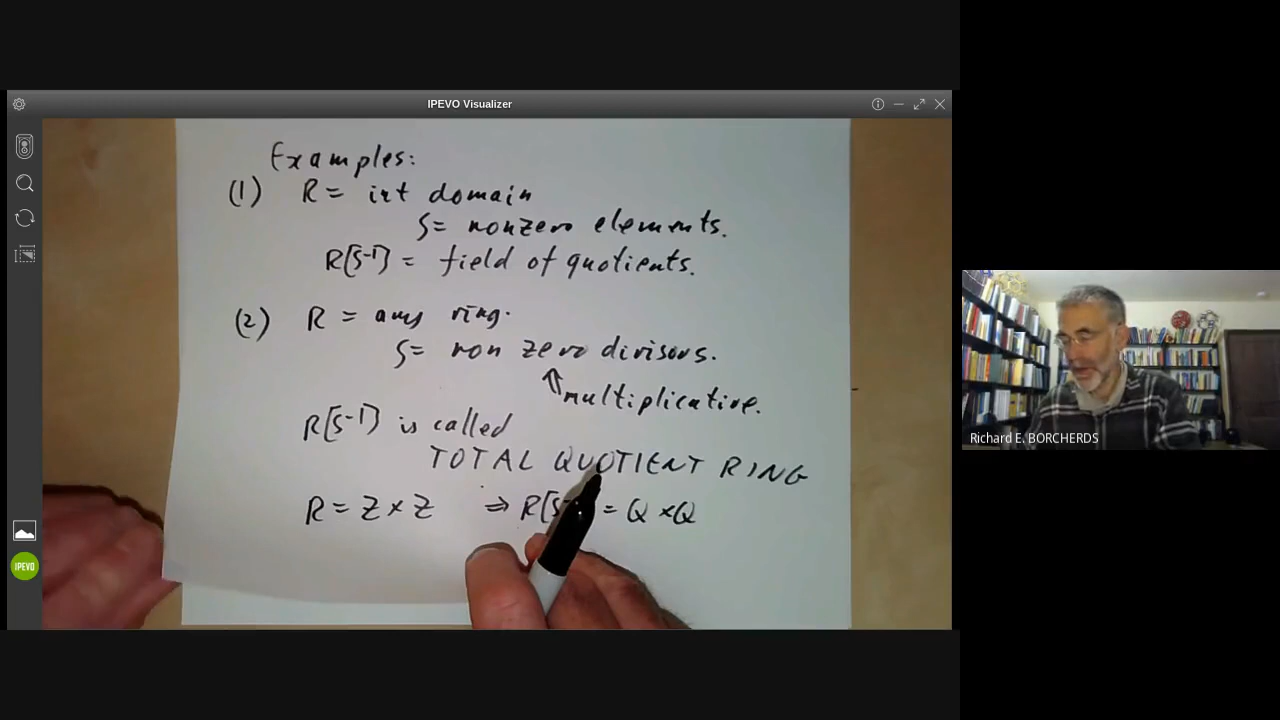 IPEVO Visualizer
Examples:
(1) R = int domain
S = nonzero elements.
R[S⁻¹] = field of quotients.
(2) R = any ring.
S = non zero divisors.
⇑ multiplicative.
R[S⁻¹] is called
TOTAL QUOTIENT RING
R = Z × Z ⇒ R[S⁻ = Q × Q
IPEVO
Richard E. BORCHERDS